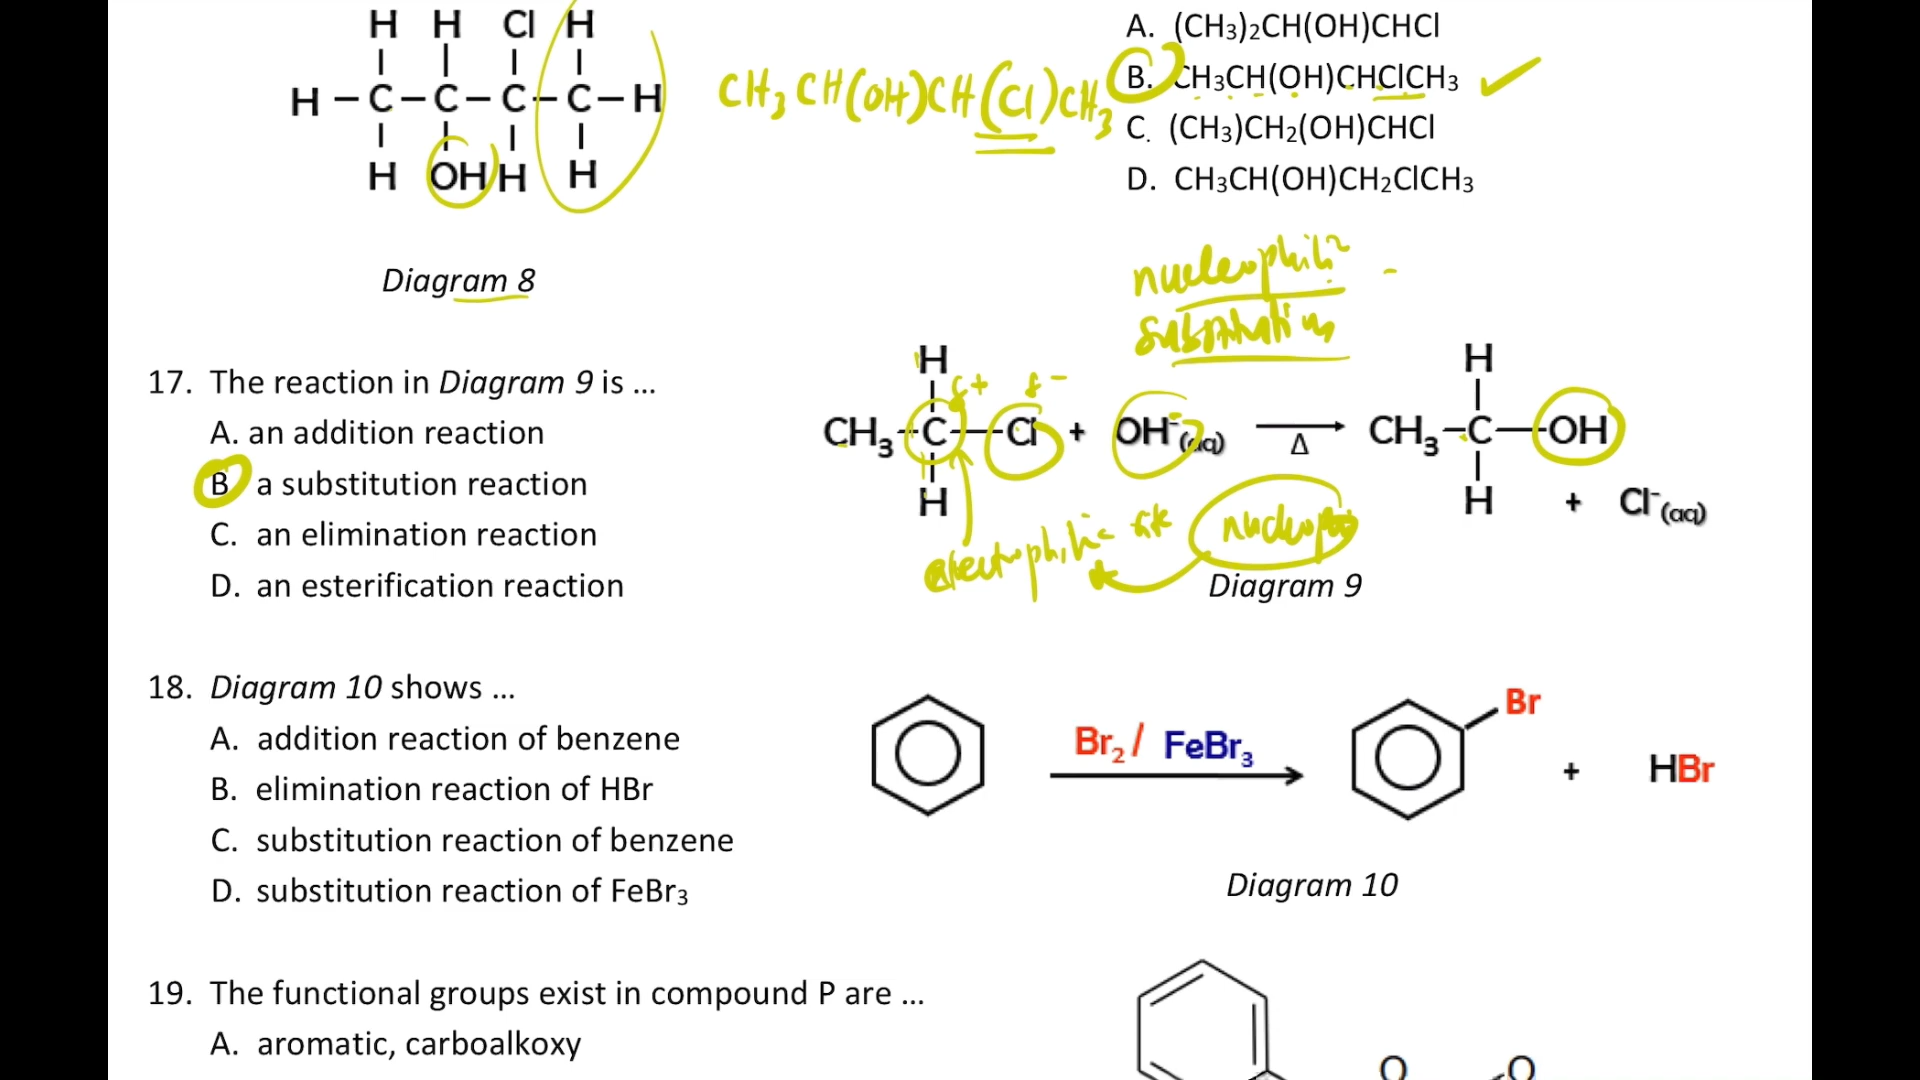 H H Cl H
H – C – C – C – C – H
H OH H H
CH3 CH(OH)CH(Cl)CH3
Diagram 8
A. (CH3)2CH(OH)CHCl
B. CH3CH(OH)CHClCH3
C. (CH3)CH2(OH)CHCl
D. CH3CH(OH)CH2ClCH3
17. The reaction in Diagram 9 is ...
A. an addition reaction
B a substitution reaction
C. an elimination reaction
D. an esterification reaction
nucleophilic
substitution
H
δ+ δ-
CH3–C–Cl + OH-(aq) Δ CH3–C–OH
H
H
H + Cl-(aq)
electrophilic
Diagram 9
18. Diagram 10 shows ...
A. addition reaction of benzene
B. elimination reaction of HBr
C. substitution reaction of benzene
D. substitution reaction of FeBr3
Br2/ FeBr3
Br
+ HBr
Diagram 10
19. The functional groups exist in compound P are ...
A. aromatic, carboalkoxy
O O